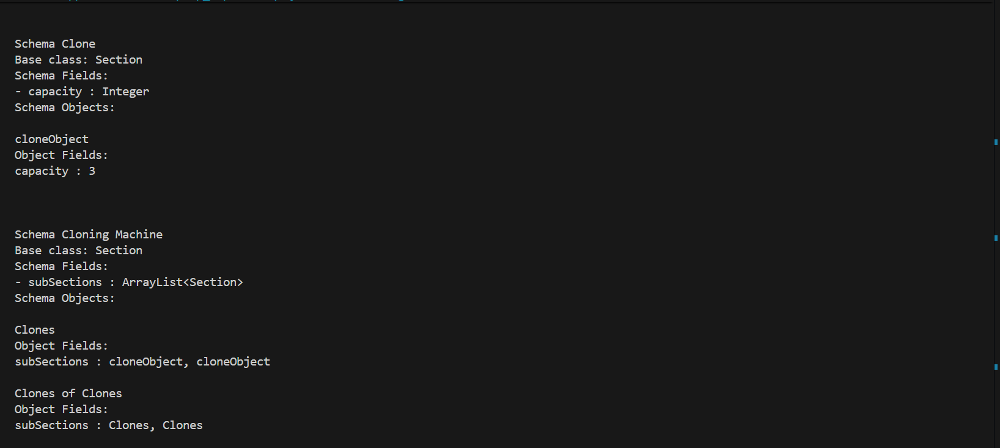 Schema Clone
Base class: Section
Schema Fields:
- capacity : Integer
Schema Objects:
cloneObject
Object Fields:
capacity : 3
Schema Cloning Machine
Base class: Section
Schema Fields:
- subSections : ArrayList<Section>
Schema Objects:
Clones
Object Fields:
subSections : cloneObject, cloneObject
Clones of Clones
Object Fields:
subSections : Clones, Clones